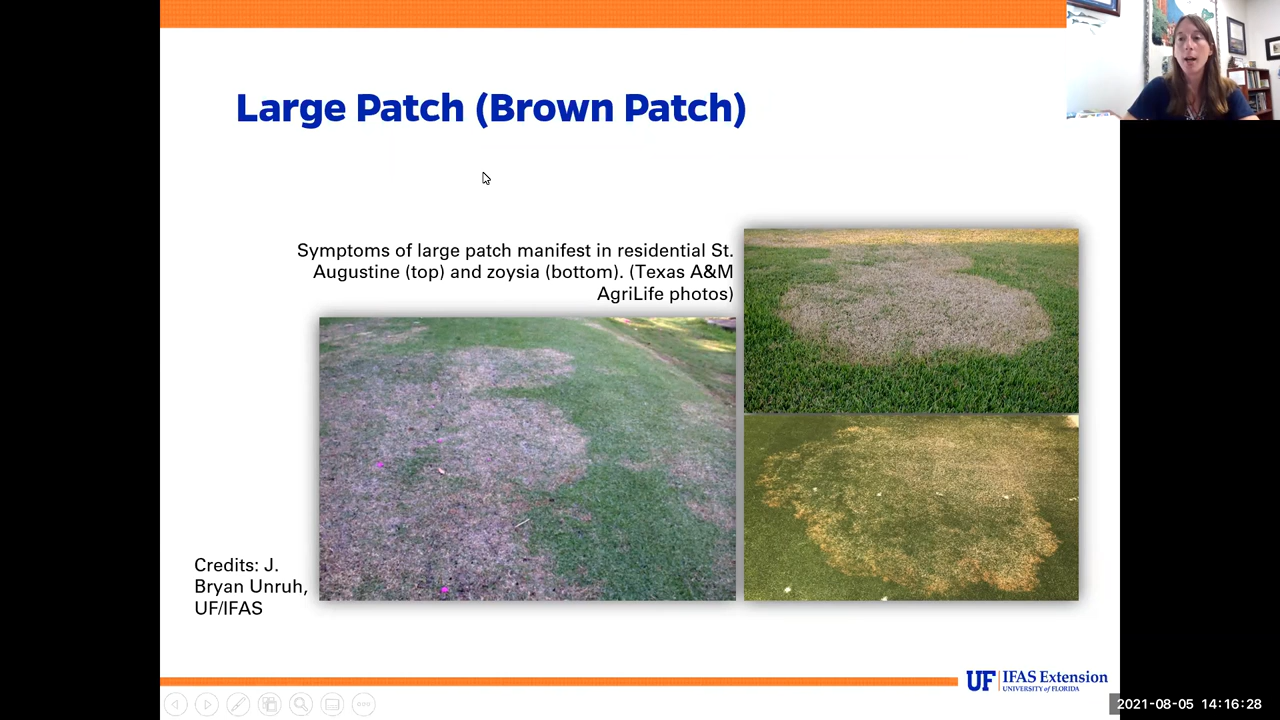 Large Patch (Brown Patch)
Symptoms of large patch manifest in residential St.
Augustine (top) and zoysia (bottom). (Texas A&M
AgriLife photos)
Credits: J.
Bryan Unruh,
UF/IFAS
UF IFAS Extension
UNIVERSITY of FLORIDA
2021-08-05 14:16:28